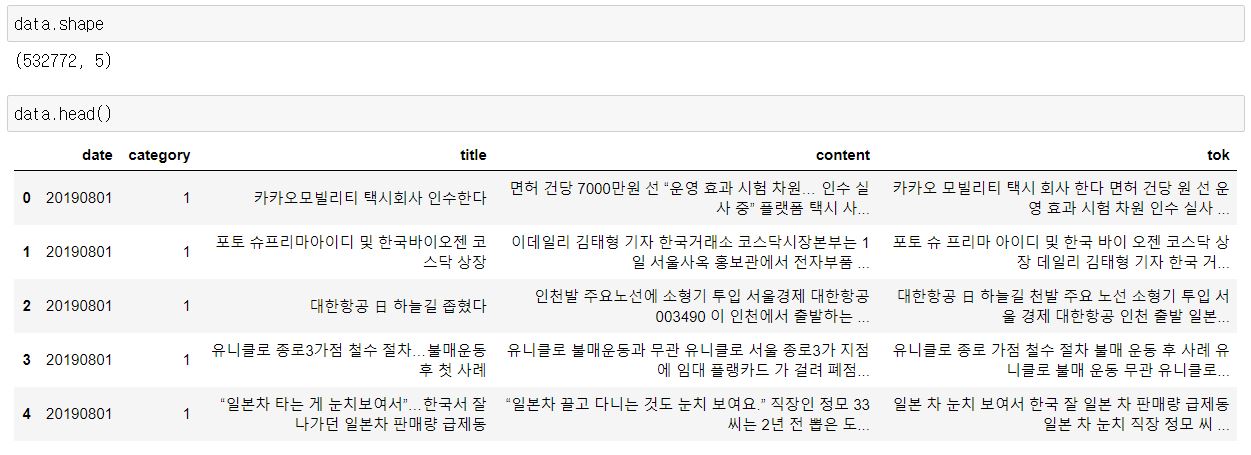 data.shape
(532772, 5)
data.head()
date category title content tok
0 20190801 1 카카오모빌리티 택시회사 인수한다 면허 건당 7000만원 선 “운영 효과 시험 차원… 인수 실 카카오 모빌리티 택시 회사 한다 면허 건당 원 선 운
사 중” 플랫폼 택시 사... 영 효과 시험 차원 인수 실사 ...
1 20190801 1 포토 슈프리마아이디 및 한국바이오젠 코 이데일리 김태형 기자 한국거래소 코스닥시장본부는 1 포토 슈 프리마 아이디 및 한국 바이 오젠 코스닥 상
스닥 상장 일 서울사옥 홍보관에서 전자부품 ... 장 데일리 김태형 기자 한국 거...
2 20190801 1 대한항공 日 하늘길 좁혔다 인천발 주요노선에 소형기 투입 서울경제 대한항공 대한항공 日 하늘길 천발 주요 노선 소형기 투입 서
003490 이 인천에서 출발하는 ... 울 경제 대한항공 인천 출발 일본...
3 20190801 1 유니클로 종로3가점 철수 절차…불매운동 유니클로 불매운동과 무관 유니클로 서울 종로3가 지점 유니클로 종로 가점 철수 절차 불매 운동 후 사례 유
후 첫 사례 에 임대 플랭카드 가 걸려 폐점... 니클로 불매 운동 무관 유니클로...
4 20190801 1 “일본차 타는 게 눈치보여서”…한국서 잘 “일본차 끌고 다니는 것도 눈치 보여요.” 직장인 정모 33 일본 차 눈치 보여서 한국 잘 일본 차 판매량 급제동
나가던 일본차 판매량 급제동 씨는 2년 전 뽑은 도... 일본 차 눈치 직장 정모 씨 ...